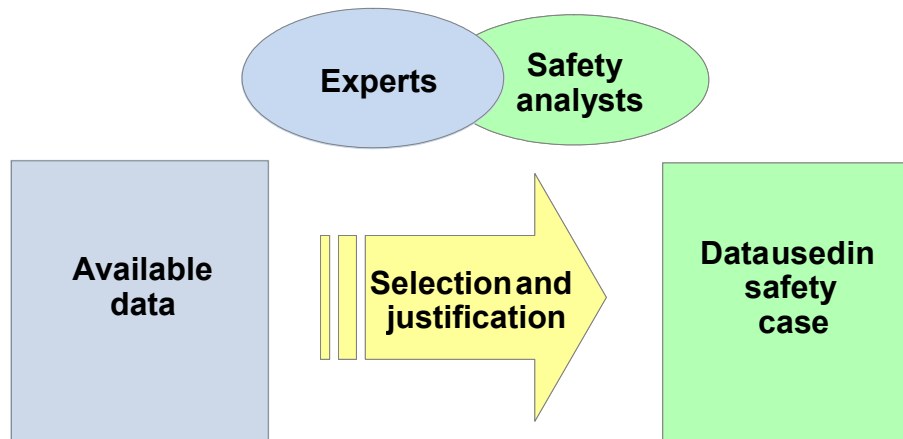 Experts
Safety
analysts
Available
data
Selection and
justification
Datausedin
safety
case